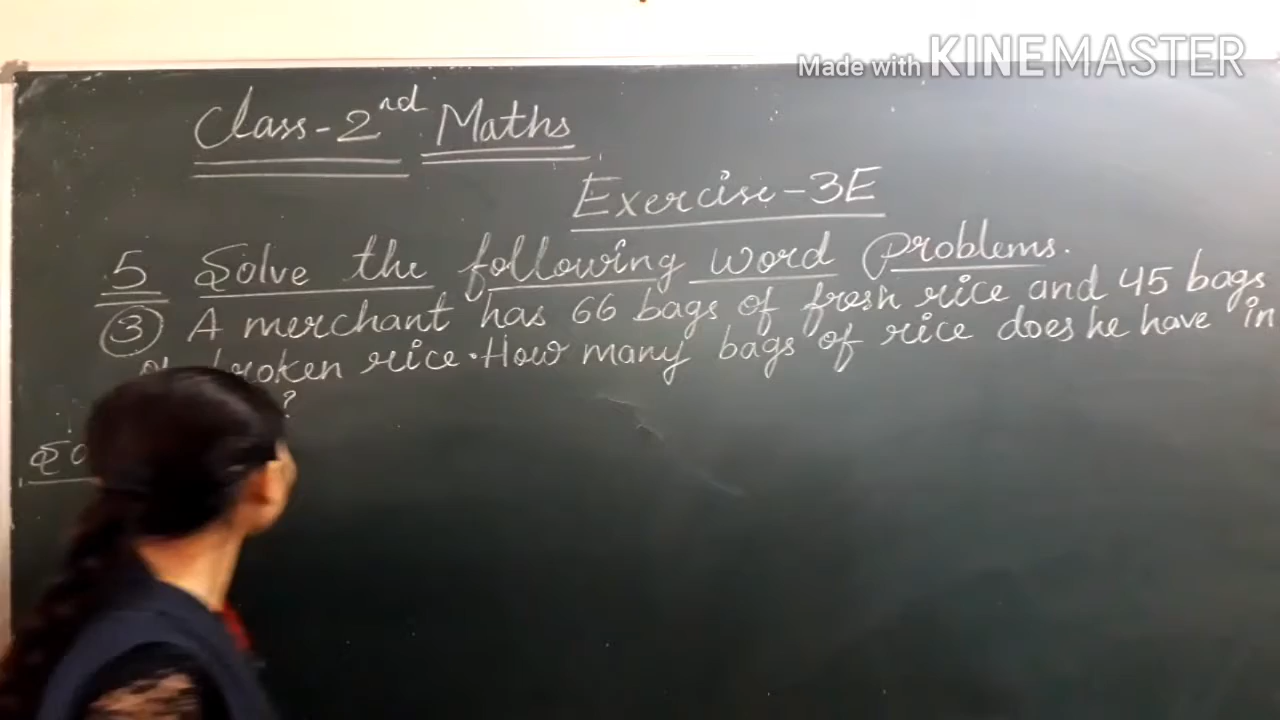 Made with KINEMASTER
Class-2nd Maths
Exercise-3E
5 Solve the following word problems.
3 A merchant has 66 bags of fresh rice and 45 bags
broken rice. How many bags of rice does he have in
?